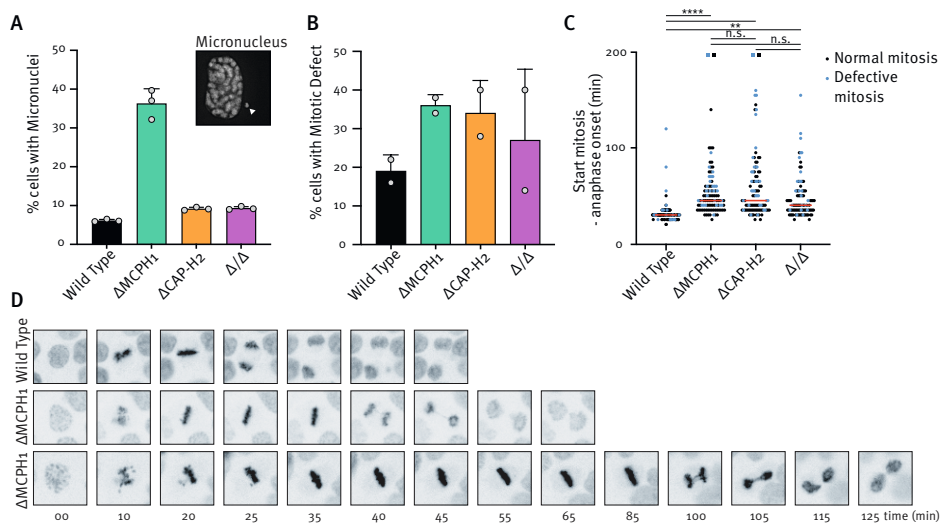 A
% cells with Micronuclei
50
40
30
20
10
0
Micronucleus
Wild Type
ΔMCPH1
ΔCAP-H2
Δ/Δ
B
% cells with Mitotic Defect
50
40
30
20
10
0
Wild Type
ΔMCPH1
ΔCAP-H2
Δ/Δ
C
Start mitosis
- anaphase onset (min)
200
100
0
****
**
n.s.
n.s.
Normal mitosis
Defective
mitosis
Wild Type
ΔMCPH1
ΔCAP-H2
Δ/Δ
D
Wild Type
ΔMCPH1
ΔMCPH1
00 10 20 25 35 40 45 55 65 85 100 105 115 125 time (min)